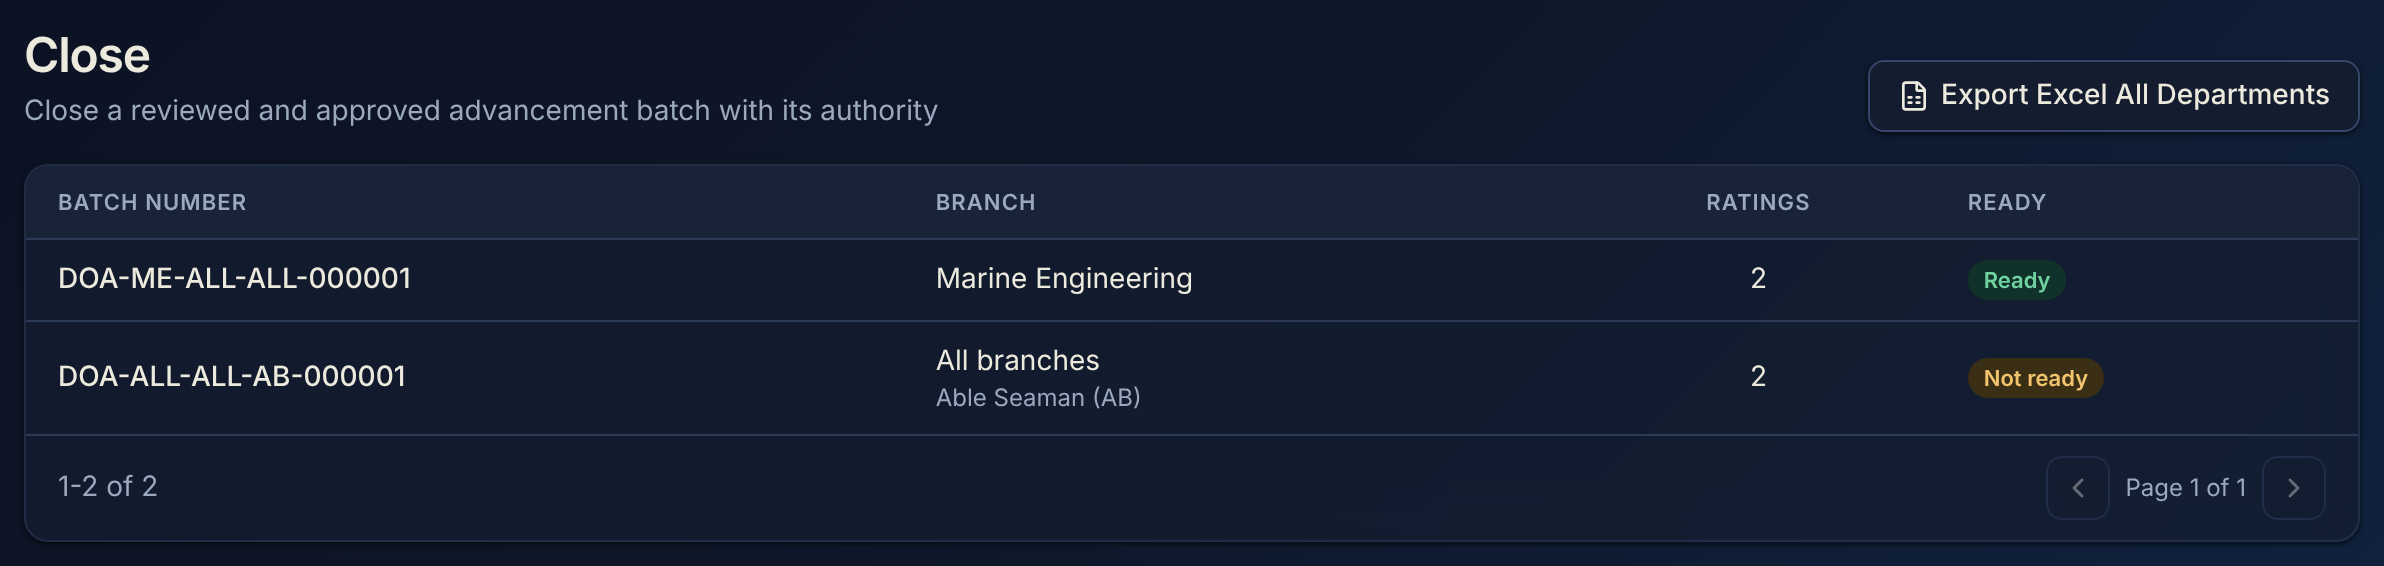 Close
Close a reviewed and approved advancement batch with its authority
Export Excel All Departments
BATCH NUMBER BRANCH RATINGS READY
DOA-ME-ALL-ALL-000001 Marine Engineering 2 Ready
DOA-ALL-ALL-AB-000001 All branches 2 Not ready
Able Seaman (AB)
1-2 of 2 Page 1 of 1